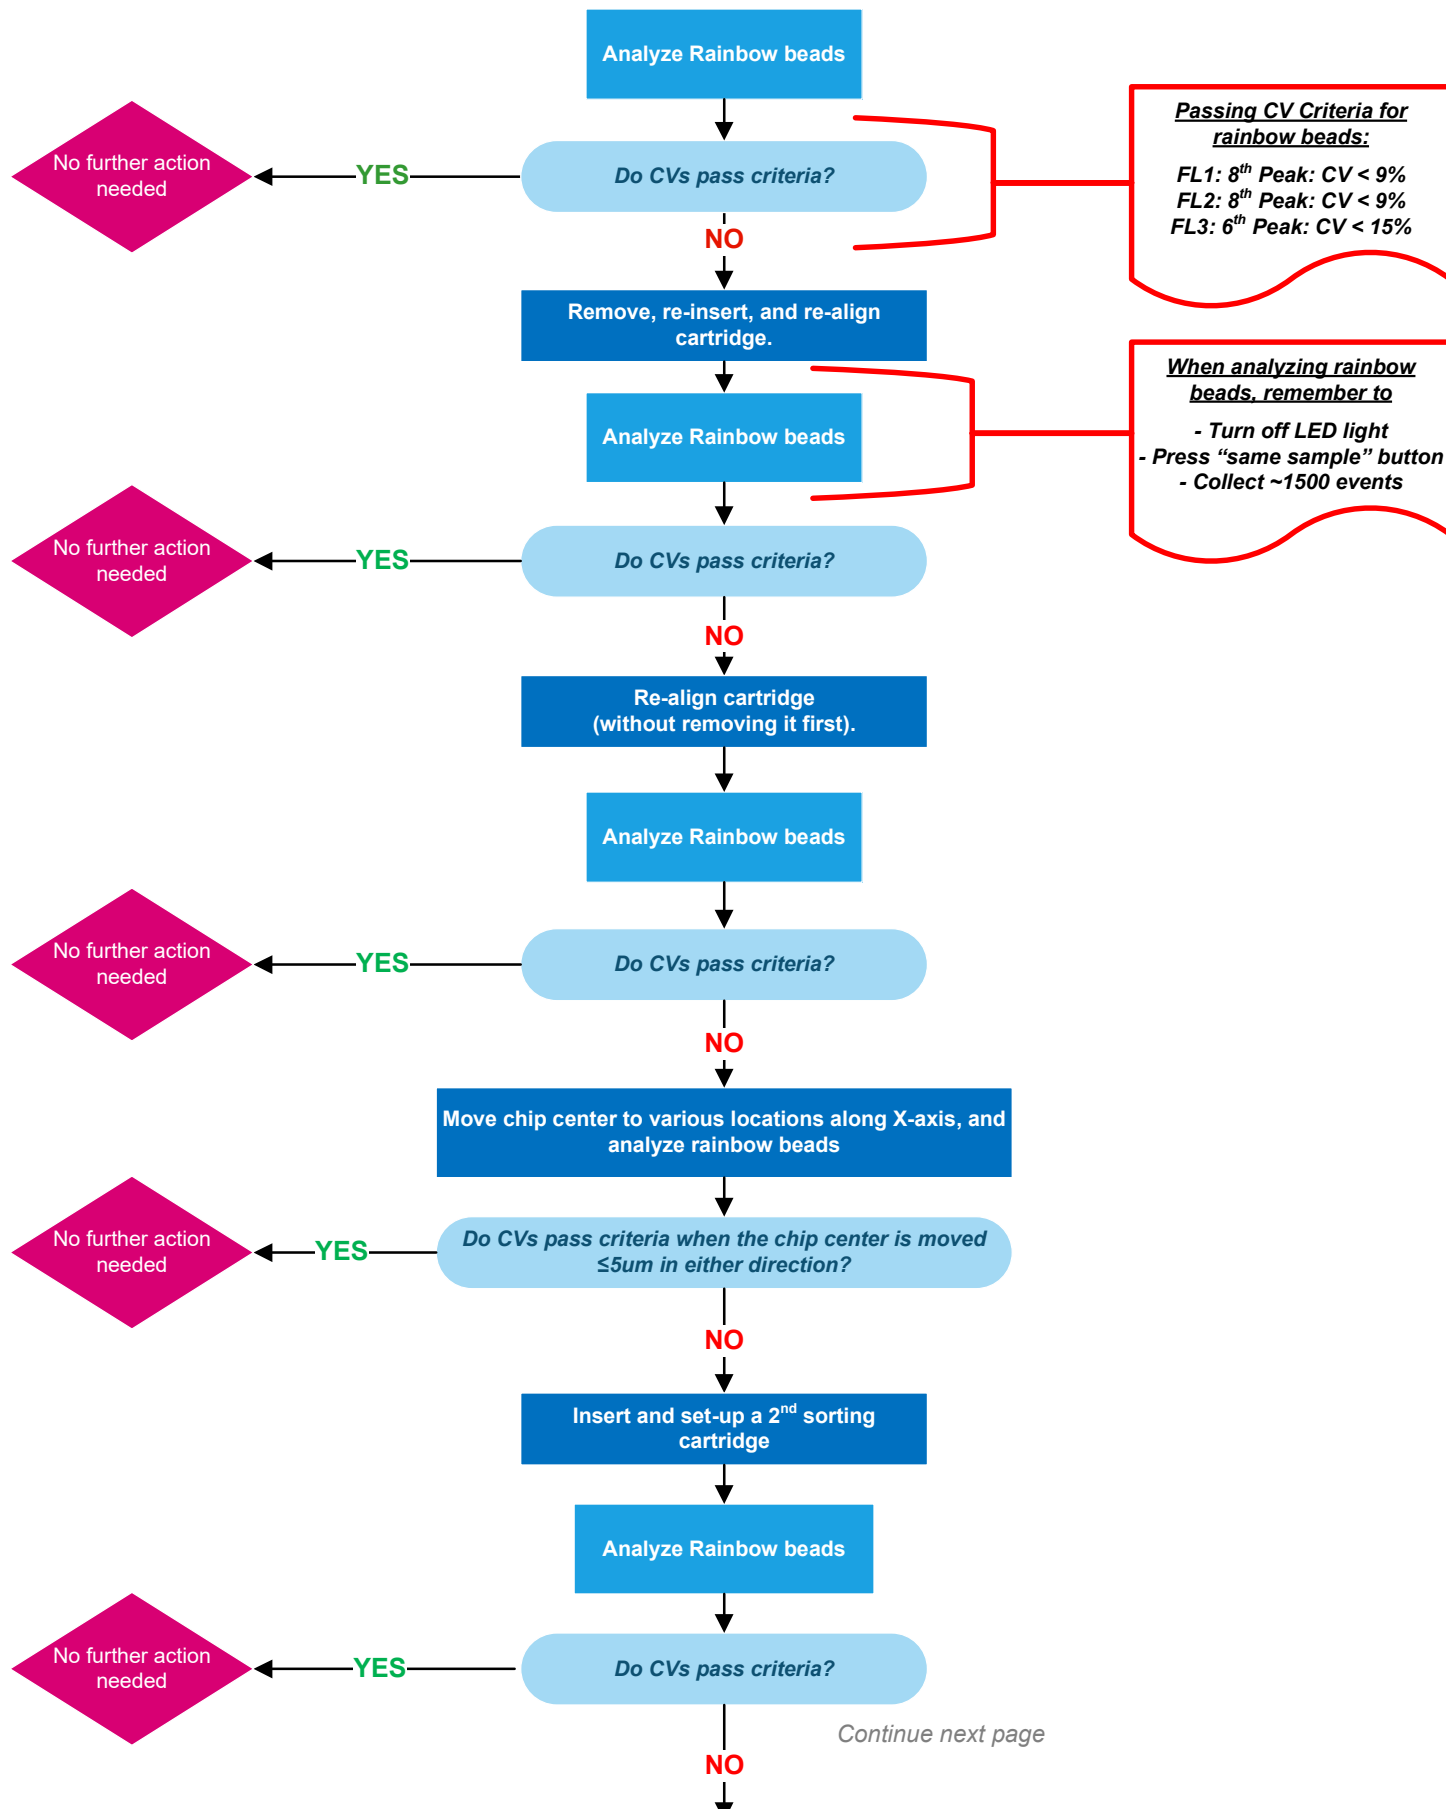 Analyze Rainbow beads
Passing CV Criteria for
rainbow beads:
FL1: 8th Peak: CV < 9%
FL2: 8th Peak: CV < 9%
FL3: 6th Peak: CV < 15%
No further action
needed
YES
Do CVs pass criteria?
NO
Remove, re-insert, and re-align
cartridge.
When analyzing rainbow
beads, remember to
- Turn off LED light
- Press “same sample” button
- Collect ~1500 events
Analyze Rainbow beads
No further action
needed
YES
Do CVs pass criteria?
NO
Re-align cartridge
(without removing it first).
Analyze Rainbow beads
No further action
needed
YES
Do CVs pass criteria?
NO
Move chip center to various locations along X-axis, and
analyze rainbow beads
No further action
needed
YES
Do CVs pass criteria when the chip center is moved
≤5um in either direction?
NO
Insert and set-up a 2nd sorting
cartridge
Analyze Rainbow beads
No further action
needed
YES
Do CVs pass criteria?
Continue next page
NO